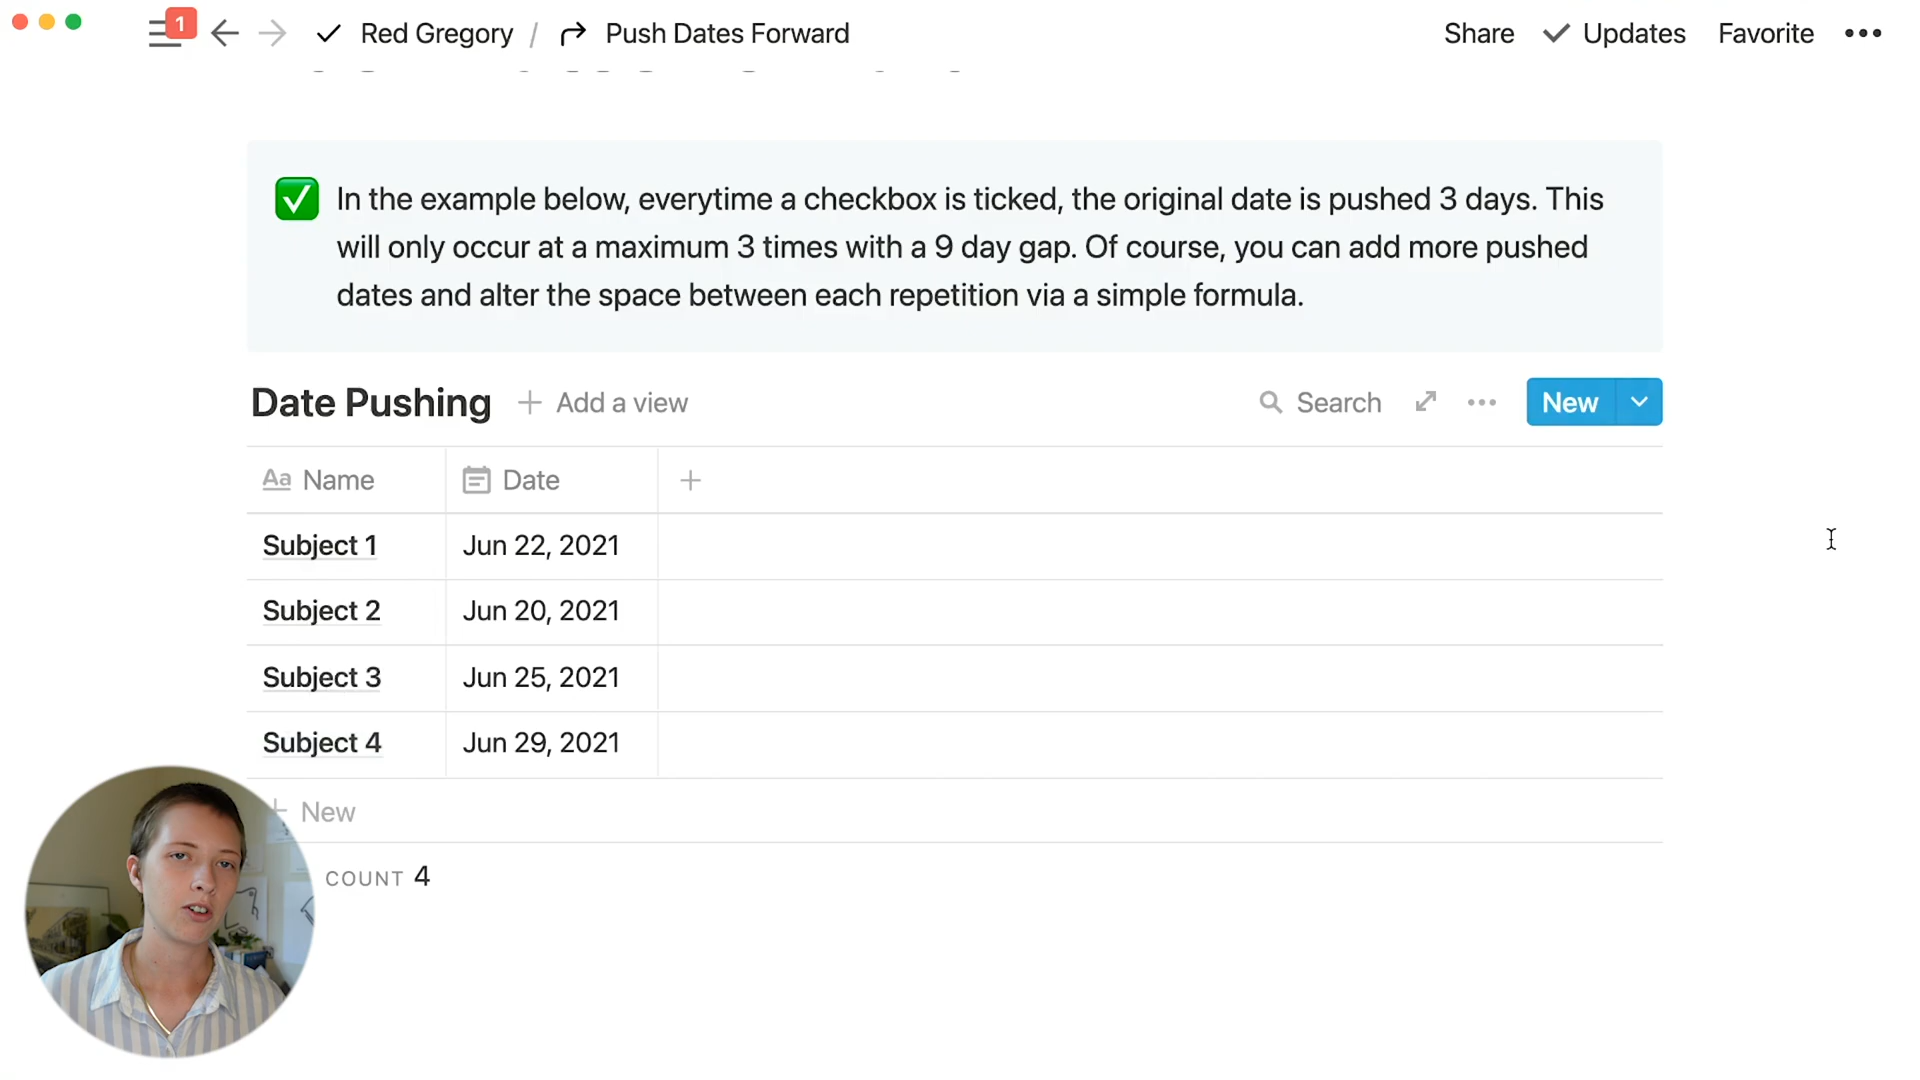 1
Red Gregory / Push Dates Forward
Share Updates Favorite
In the example below, everytime a checkbox is ticked, the original date is pushed 3 days. This
will only occur at a maximum 3 times with a 9 day gap. Of course, you can add more pushed
dates and alter the space between each repetition via a simple formula.
Date Pushing + Add a view Search New
Aa Name Date +
Subject 1 Jun 22, 2021
Subject 2 Jun 20, 2021
Subject 3 Jun 25, 2021
Subject 4 Jun 29, 2021
+ New
COUNT 4